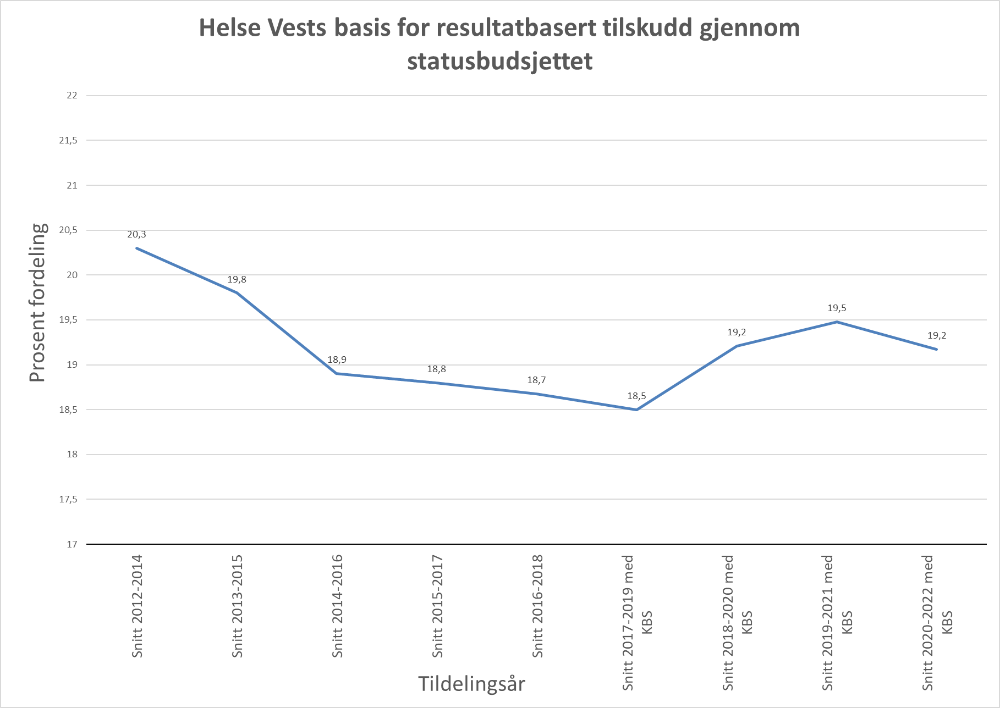 Helse Vests basis for resultatbasert tilskudd gjennom
statusbudsjettet
Prosent fordeling
22
21,5
21
20,5
20
19,5
19
18,5
18
17,5
17
20,3
19,8
18,9
18,8
18,7
18,5
19,2
19,5
19,2
Snitt 2012-2014
Snitt 2013-2015
Snitt 2014-2016
Snitt 2015-2017
Snitt 2016-2018
Snitt 2017-2019 med
KBS
Snitt 2018-2020 med
KBS
Snitt 2019-2021 med
KBS
Snitt 2020-2022 med
KBS
Tildelingsår